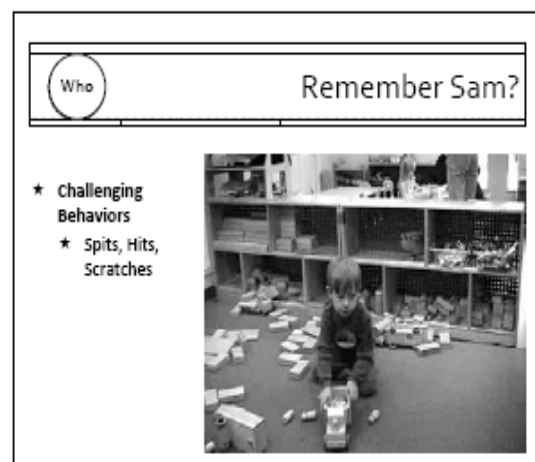 Who
Remember Sam?
★ Challenging
Behaviors
★ Spits, Hits,
Scratches